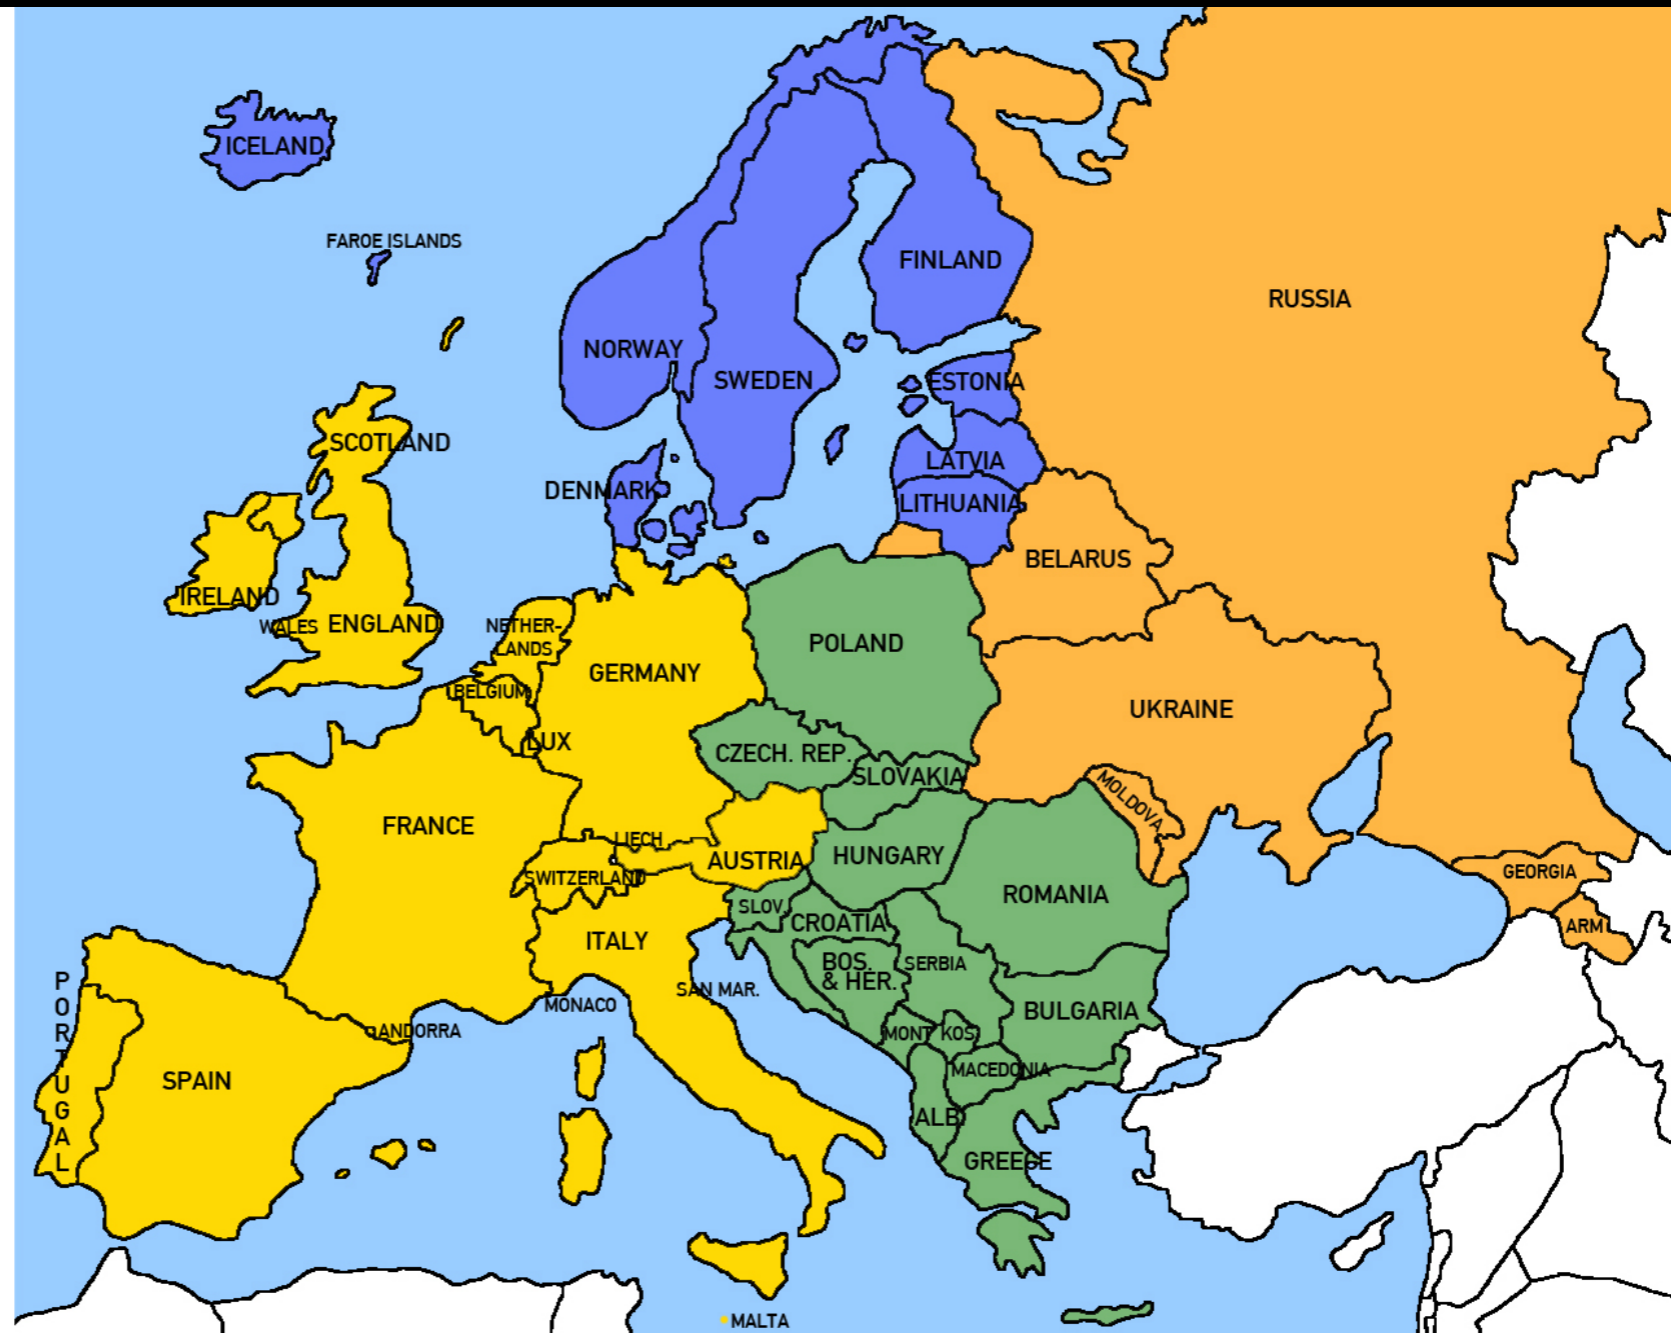 ICELAND
FAROE ISLANDS
FINLAND
RUSSIA
NORWAY
SWEDEN
ESTONIA
SCOTLAND
LATVIA
DENMARK
LITHUANIA
BELARUS
IRELAND
WALES
ENGLAND
NETHER-
LANDS
POLAND
GERMANY
BELGIUM
UKRAINE
LUX
CZECH. REP.
SLOVAKIA
MOLDOVA
FRANCE
LIECH
AUSTRIA
HUNGARY
SWITZERLAND
GEORGIA
ROMANIA
SLOV.
CROATIA
ARM
ITALY
BOS.
& HER.
SERBIA
SAN MAR.
MONACO
BULGARIA
ANDORRA
MONT
KOS
PORTUGAL
SPAIN
MACEDONIA
ALB.
GREECE
MALTA